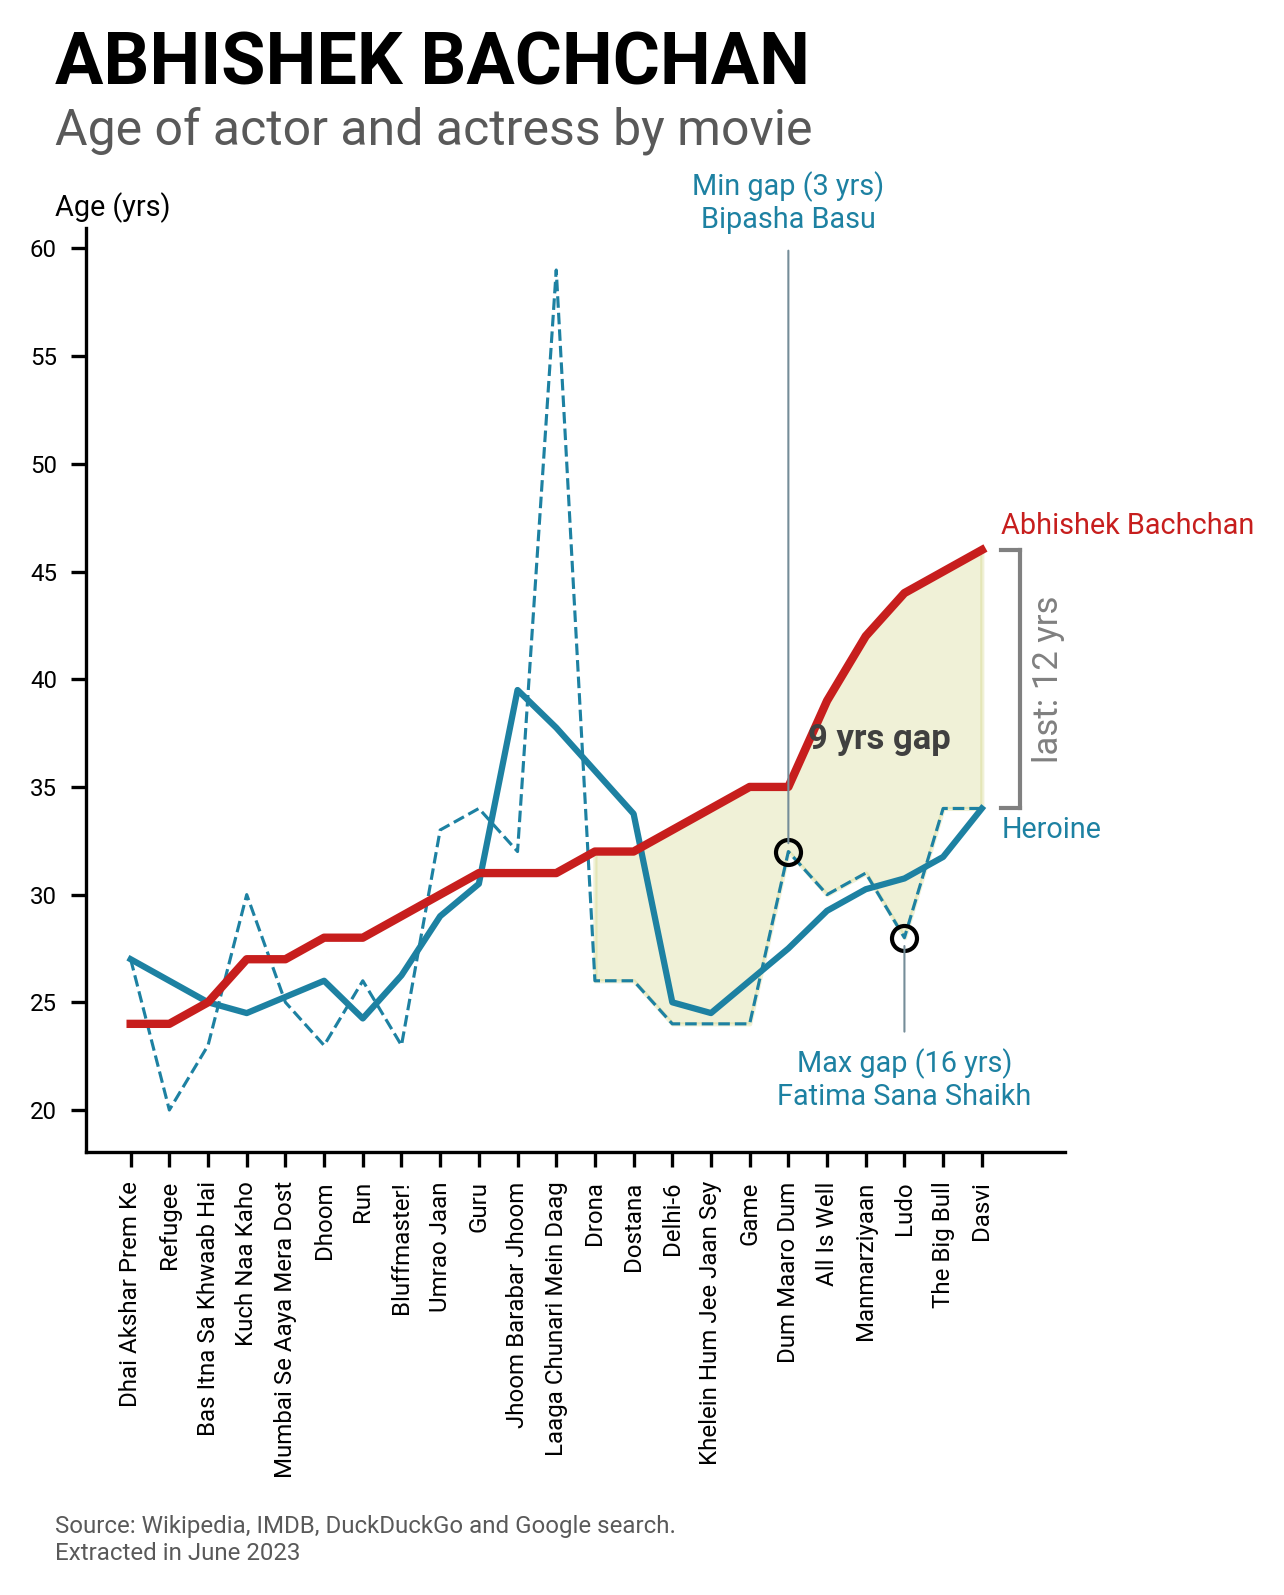 ABHISHEK BACHCHAN
Age of actor and actress by movie
Min gap (3 yrs)
Bipasha Basu
Age (yrs)
60
55
50
45
40
35
30
25
20
Abhishek Bachchan
last: 12 yrs
9 yrs gap
Heroine
Max gap (16 yrs)
Fatima Sana Shaikh
Dhai Akshar Prem Ke
Refugee
Bas Itna Sa Khwaab Hai
Kuch Naa Kaho
Mumbai Se Aaya Mera Dost
Dhoom
Run
Bluffmaster!
Umrao Jaan
Guru
Jhoom Barabar Jhoom
Laaga Chunari Mein Daag
Drona
Dostana
Delhi-6
Khelein Hum Jee Jaan Sey
Game
Dum Maaro Dum
All Is Well
Manmarziyaan
Ludo
The Big Bull
Dasvi
Source: Wikipedia, IMDB, DuckDuckGo and Google search.
Extracted in June 2023